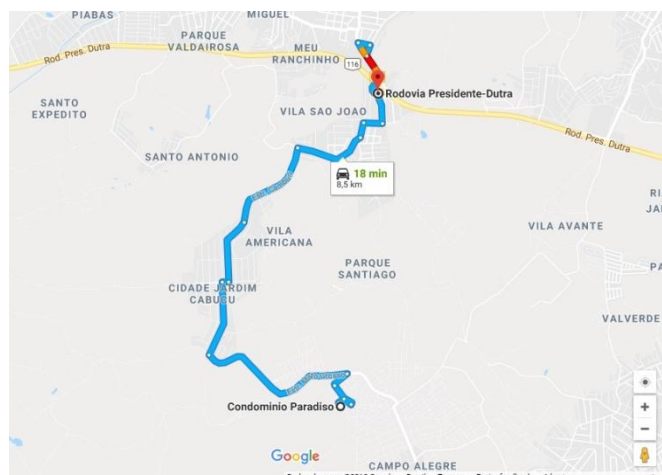 PIABAS
MIGUEL
PARQUE
VALDAIROSA
MEU
RANCHINHO
116
Rod. Pres. Dutra
Rodovia Presidente-Dutra
SANTO
EXPEDITO
VILA SAO JOAO
Rod. Pres. Dutra
SANTO ANTONIO
18 min
8,5 km
VILA
AMERICANA
VILA AVANTE
PARQUE
SANTIAGO
CIDADE JARDIM
CABUCU
VALVERDE
Condominio Paradiso
Google
CAMPO ALEGRE